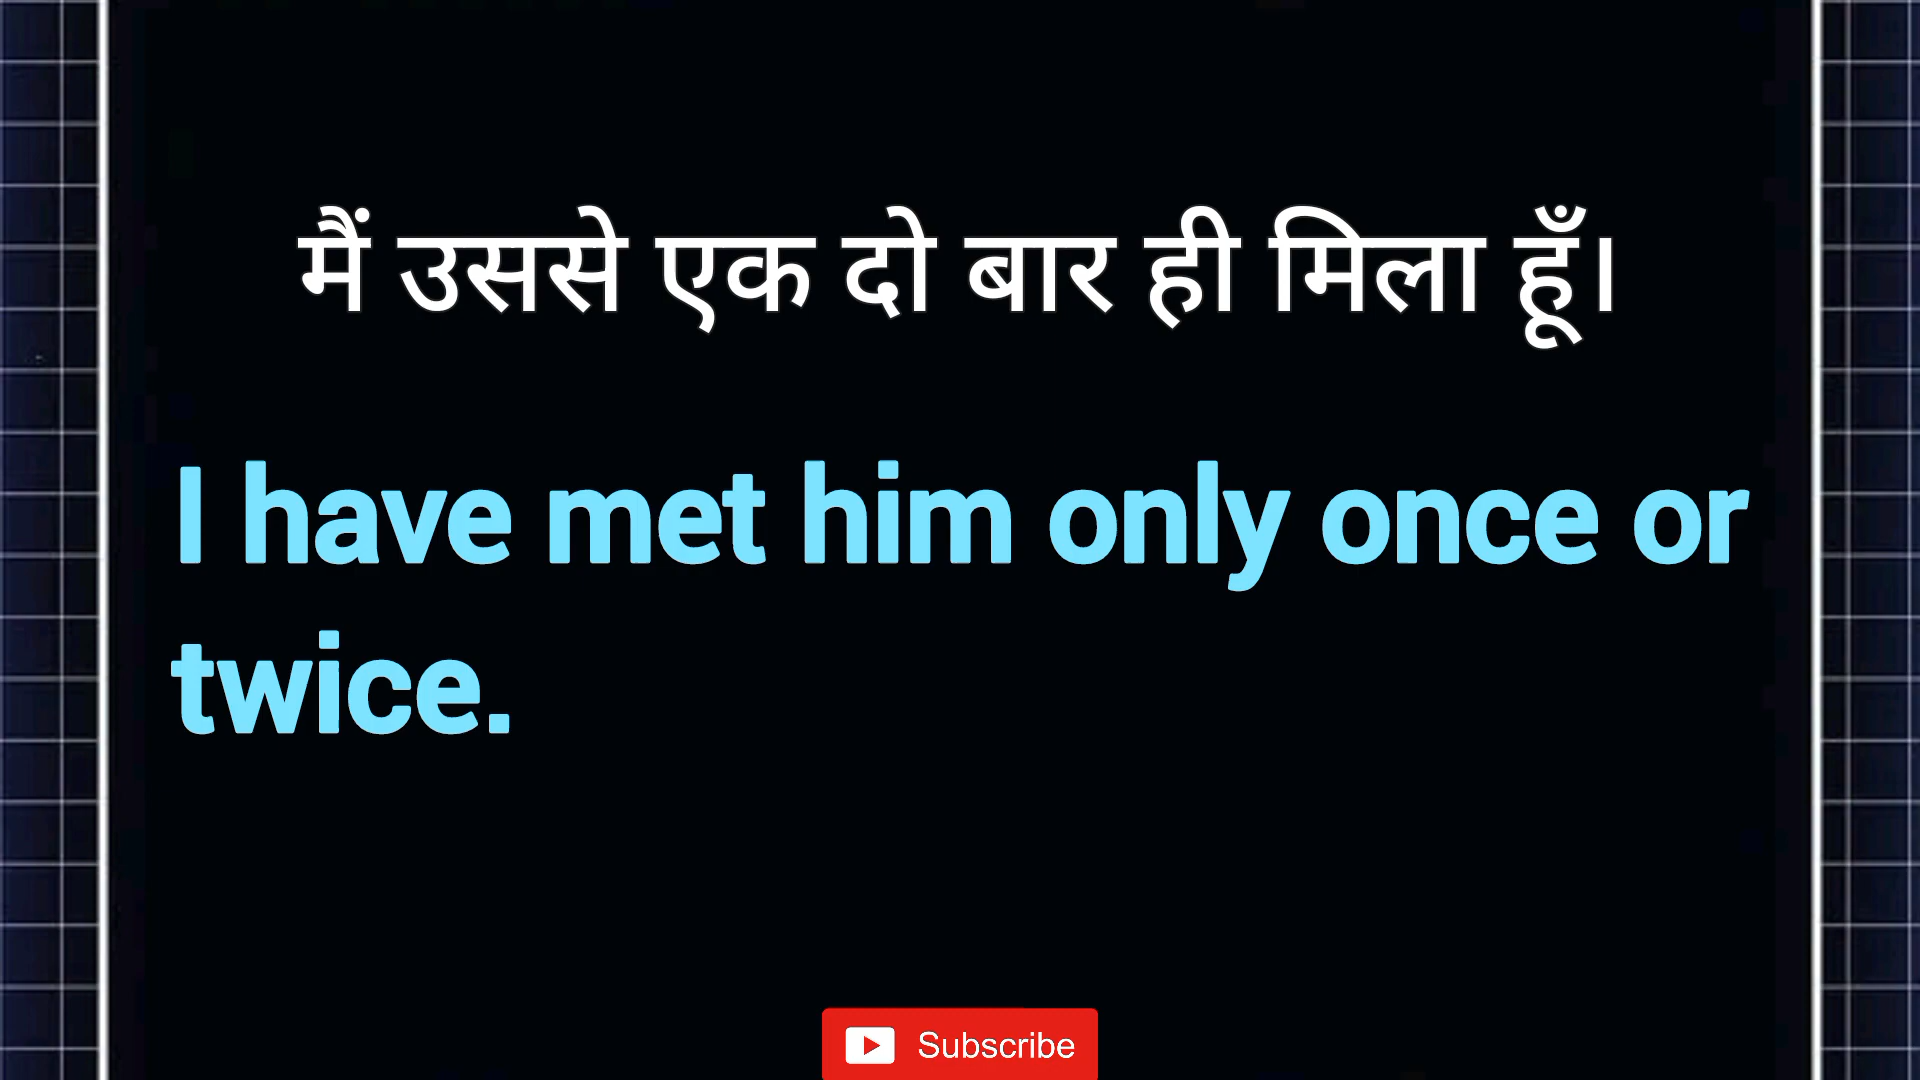 मैं उससे एक दो बार ही मिला हूँ।
I have met him only once or
twice.
Subscribe